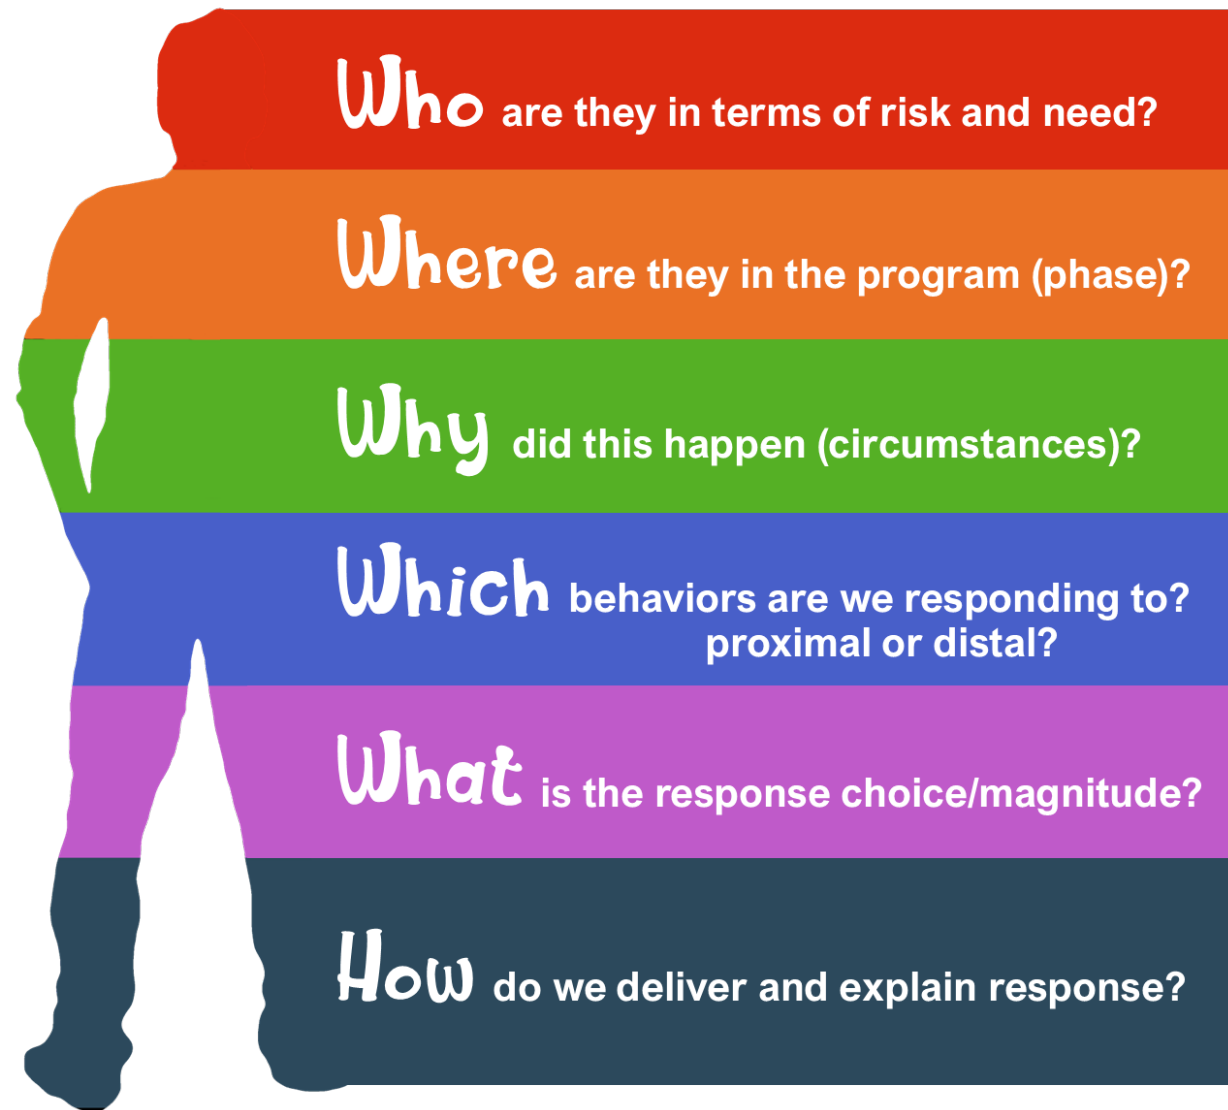 Who are they in terms of risk and need?
Where are they in the program (phase)?
Why did this happen (circumstances)?
Which behaviors are we responding to?
proximal or distal?
What is the response choice/magnitude?
How do we deliver and explain response?